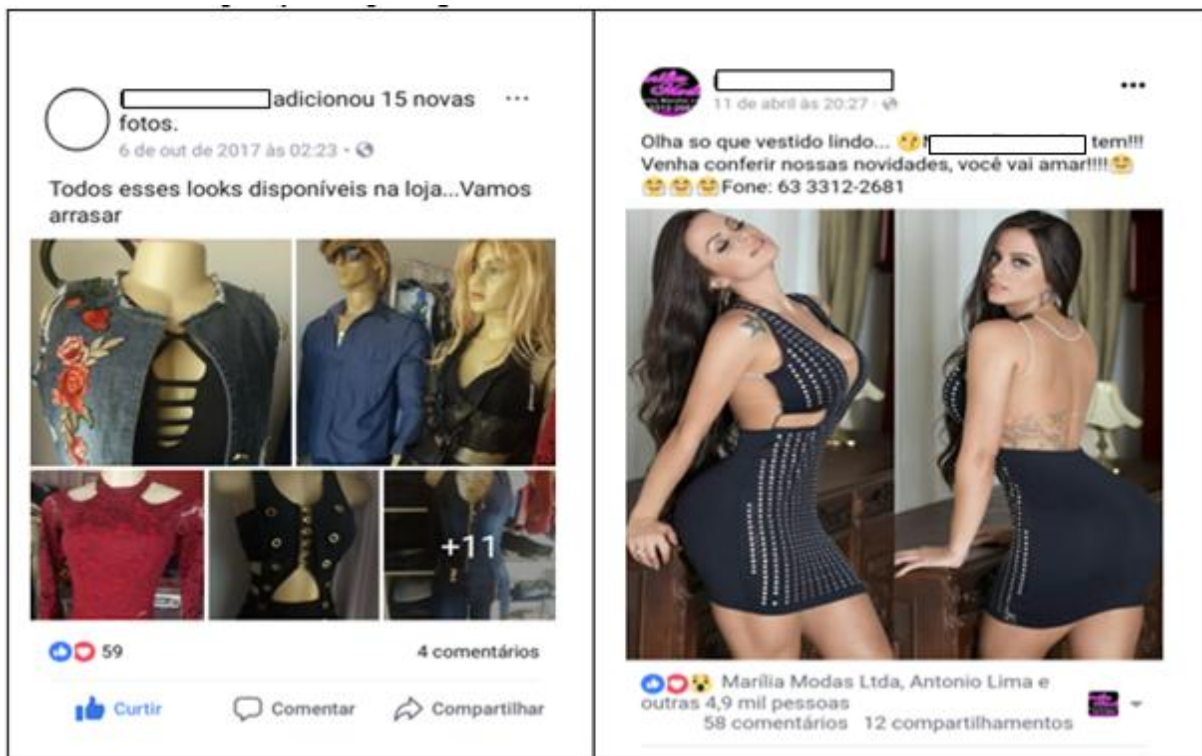 adicionou 15 novas
fotos.
6 de out de 2017 às 02:23
Todos esses looks disponíveis na loja...Vamos
arrasar
+11
59
4 comentários
Curtir
Comentar
Compartilhar
11 de abril às 20:27
Olha so que vestido lindo... tem!!!
Venha conferir nossas novidades, você vai amar!!!!
Fone: 63 3312-2681
Marília Modas Ltda, Antonio Lima e
outras 4,9 mil pessoas
58 comentários 12 compartilhamentos